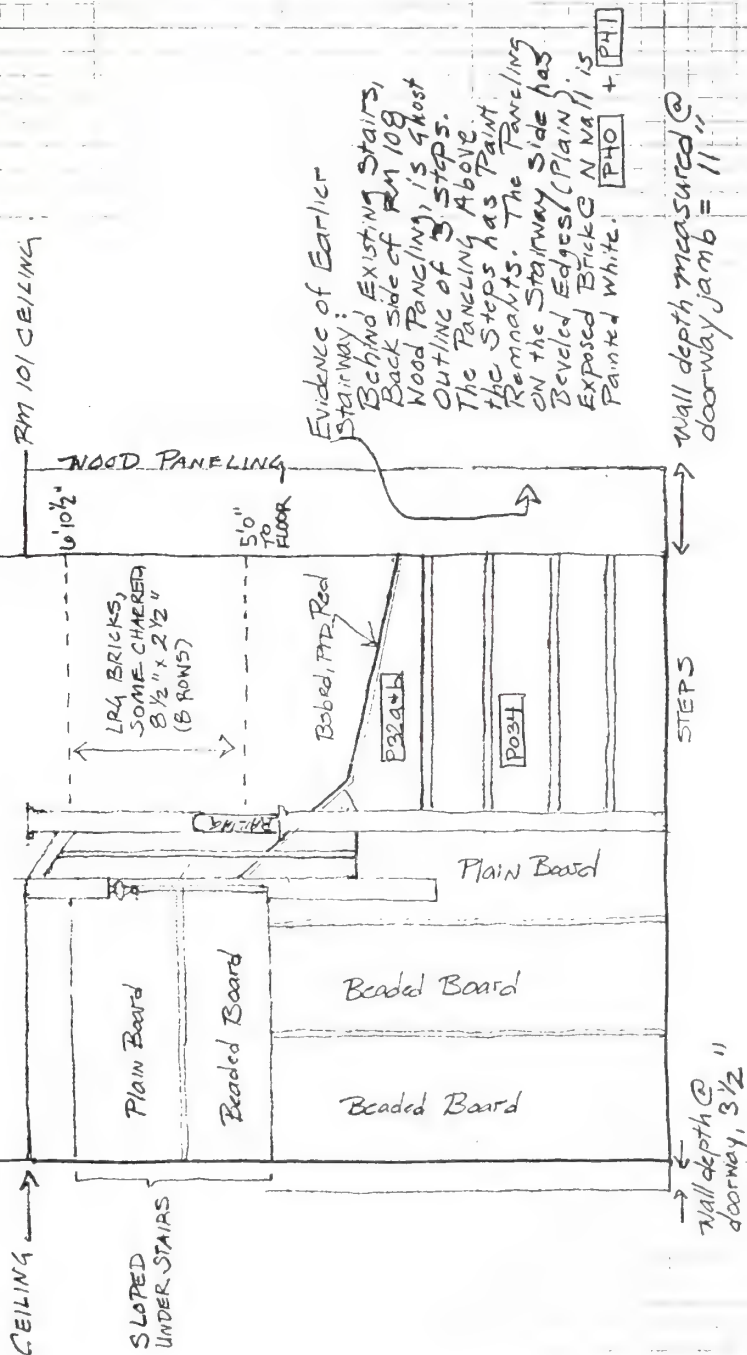 RM 101 CEILING
CEILING
WOOD PANELING
6'10½"
5'0"
TO
FLOOR
LRG BRICKS,
SOME CHARRED,
8½" x 2½"
(8 ROWS)
SLOPED
UNDER STAIRS
Plain Board
Beaded Board
RAILING
Bsbrd, PTD Red
P32a+b
P034
Plain Board
Beaded Board
Beaded Board
STEPS
Evidence of Earlier
Stairway:
Behind Existing Stairs,
Back side of RM 108
Wood Paneling, is Ghost
Outline of 3 steps.
The Paneling Above
the Steps has Paint
Remnants. The Paneling
on the Stairway Side has
Beveled Edges (Plain).
Exposed Brick @ N Wall is
Painted White. P40 + P41
Wall depth measured @
doorway jamb = 11"
Wall depth @
doorway, 3½"